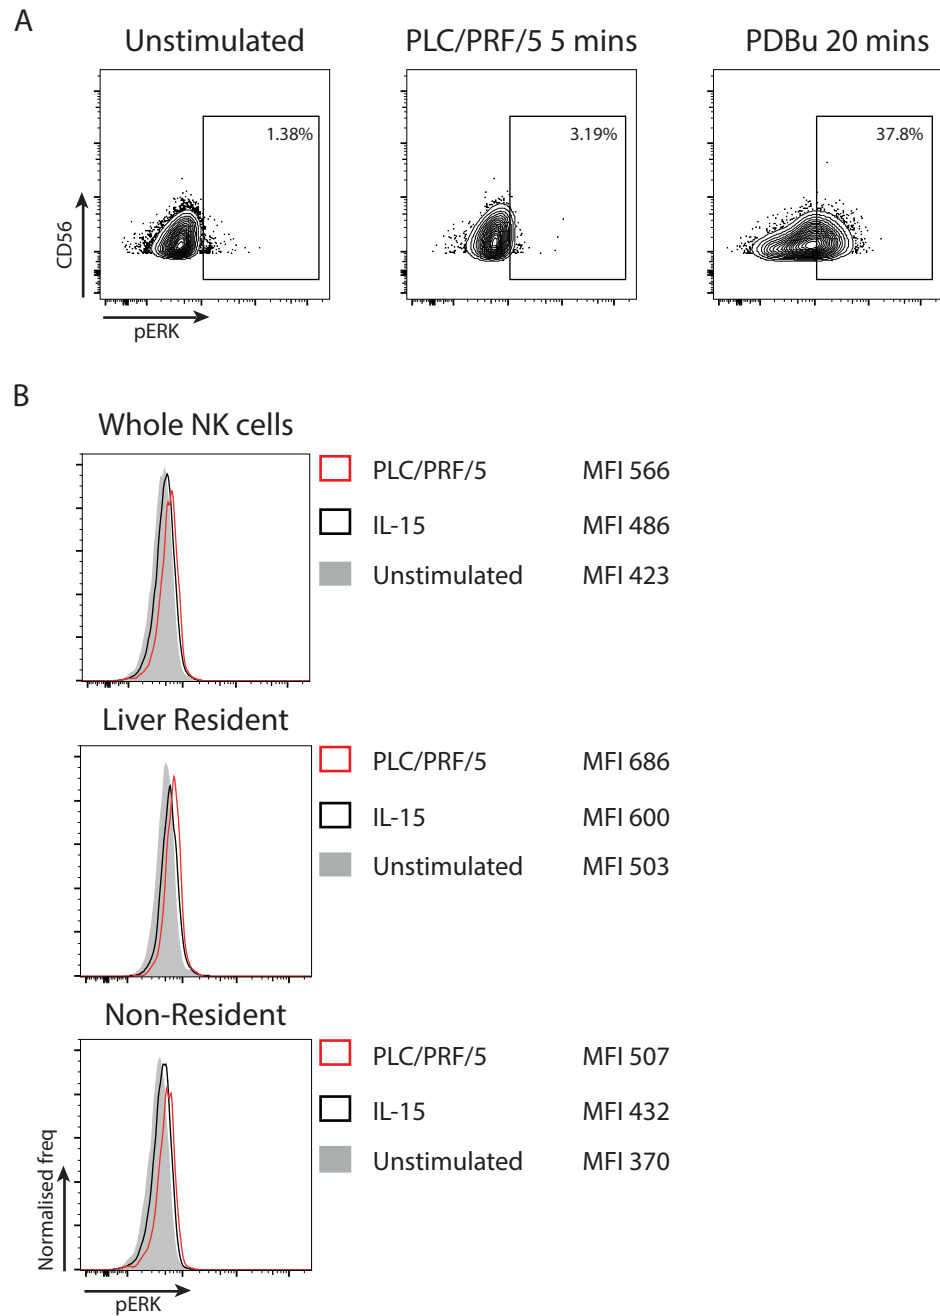 A
Unstimulated
PLC/PRF/5 5 mins
PDBu 20 mins
1.38%
3.19%
37.8%
CD56
pERK
B
Whole NK cells
PLC/PRF/5 MFI 566
IL-15 MFI 486
Unstimulated MFI 423
Liver Resident
PLC/PRF/5 MFI 686
IL-15 MFI 600
Unstimulated MFI 503
Non-Resident
PLC/PRF/5 MFI 507
IL-15 MFI 432
Unstimulated MFI 370
Normalised freq
pERK